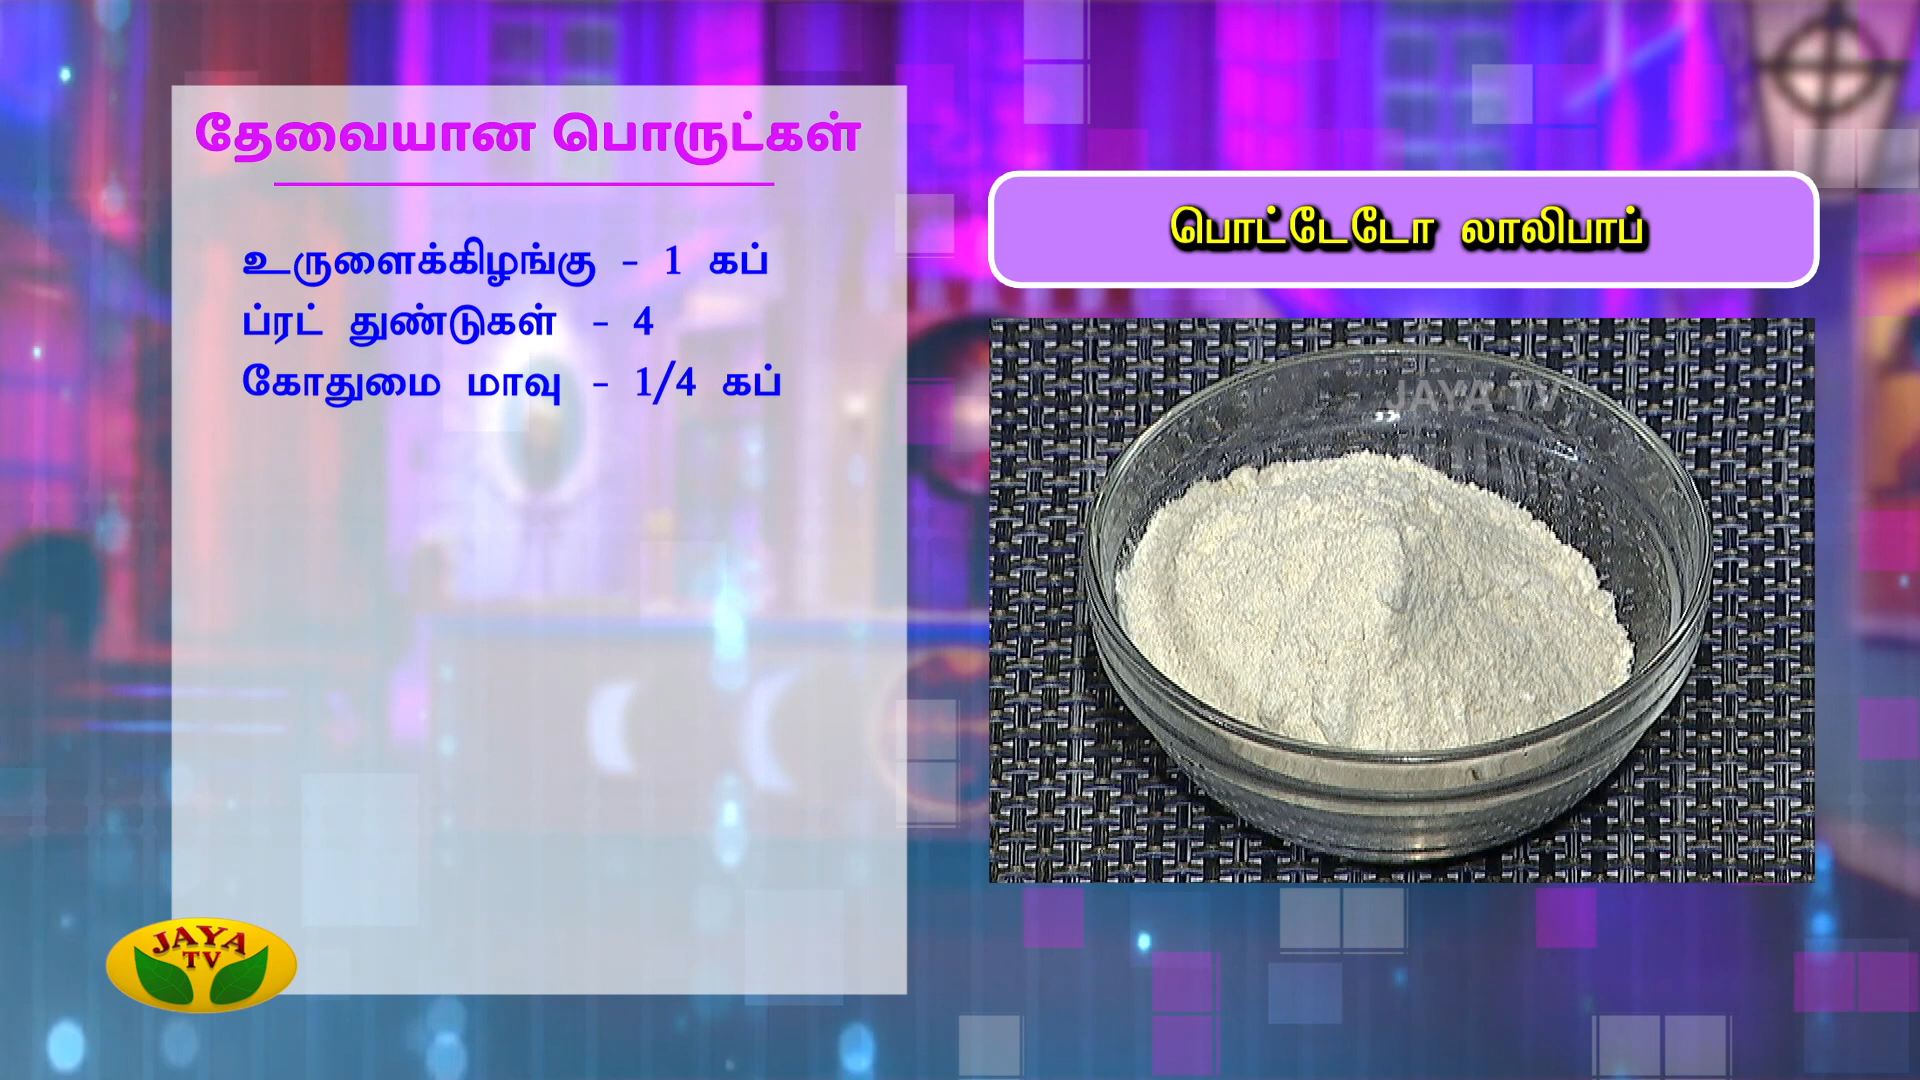 தேவையான பொருட்கள்
உருளைக்கிழங்கு - 1 கப்
ப்ரட் துண்டுகள் - 4
கோதுமை மாவு - 1/4 கப்
பொட்டேடோ லாலிபாப்
JAYA TV
JAYA
TV